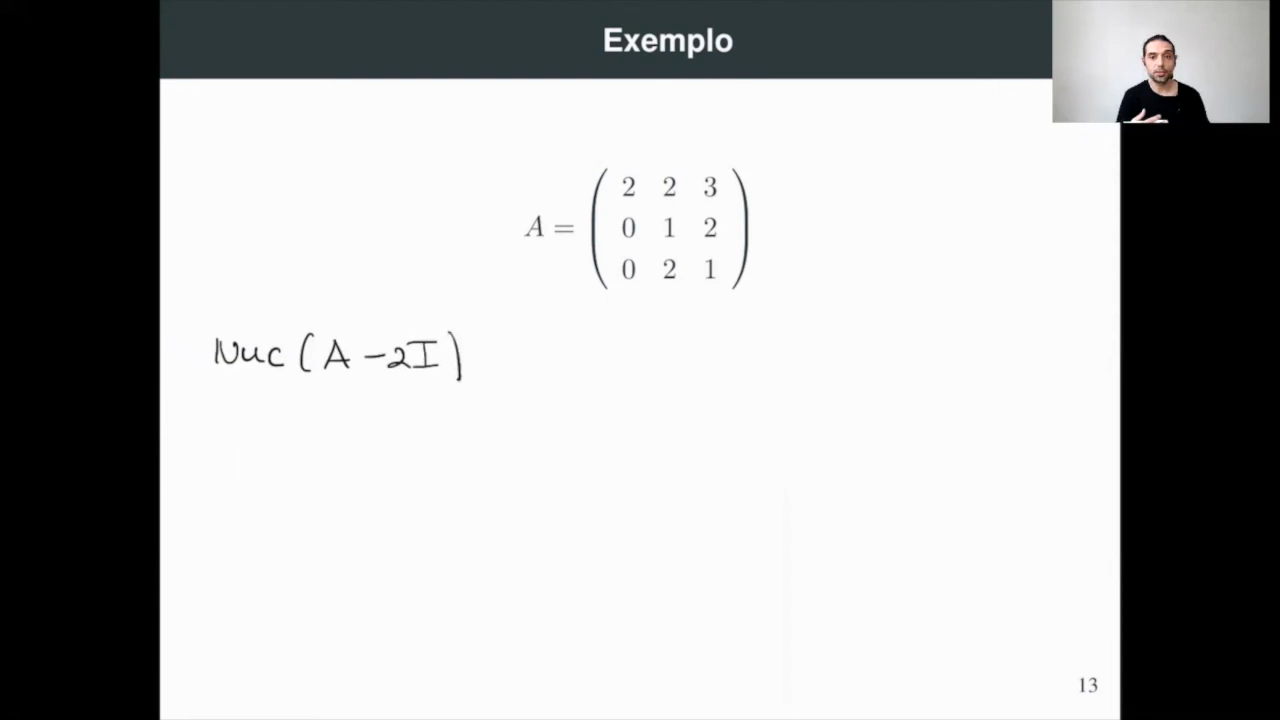 Exemplo
A = ( 2 2 3
0 1 2
0 2 1 )
Nuc (A - 2I)
13